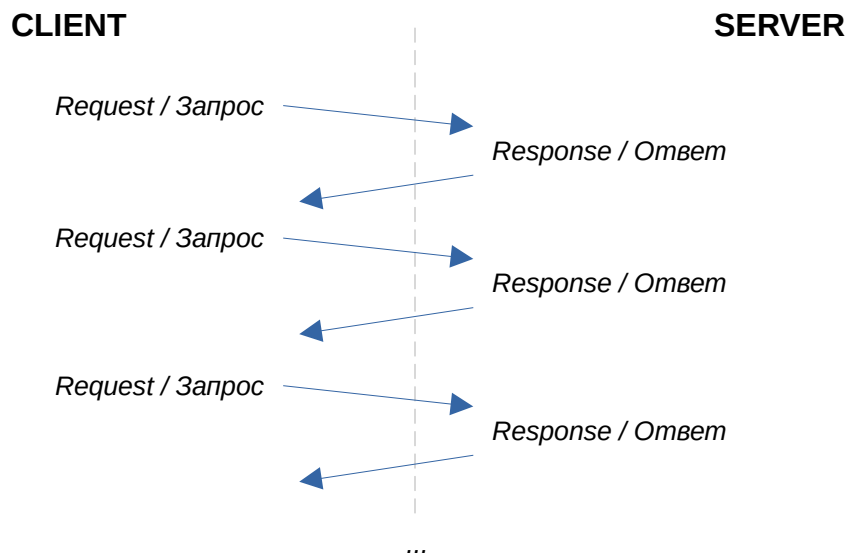 CLIENT SERVER
Request / Запрос
Response / Ответ
Request / Запрос
Response / Ответ
Request / Запрос
Response / Ответ
...